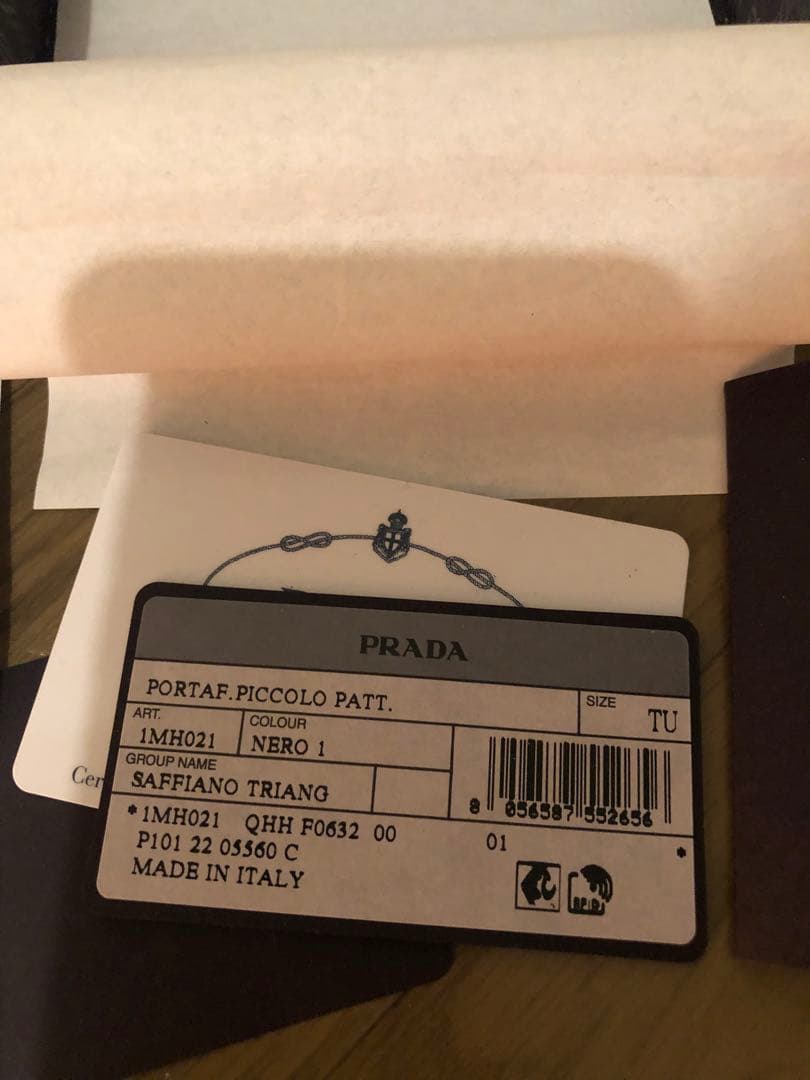 Cer
PRADA
PORTAF.PICCOLO PATT.
SIZE
TU
ART.
1MH021
COLOUR
NERO 1
GROUP NAME
SAFFIANO TRIANG
8 056587 552656
*1MH021 QHH F0632 00 01 *
P101 22 05560 C
MADE IN ITALY